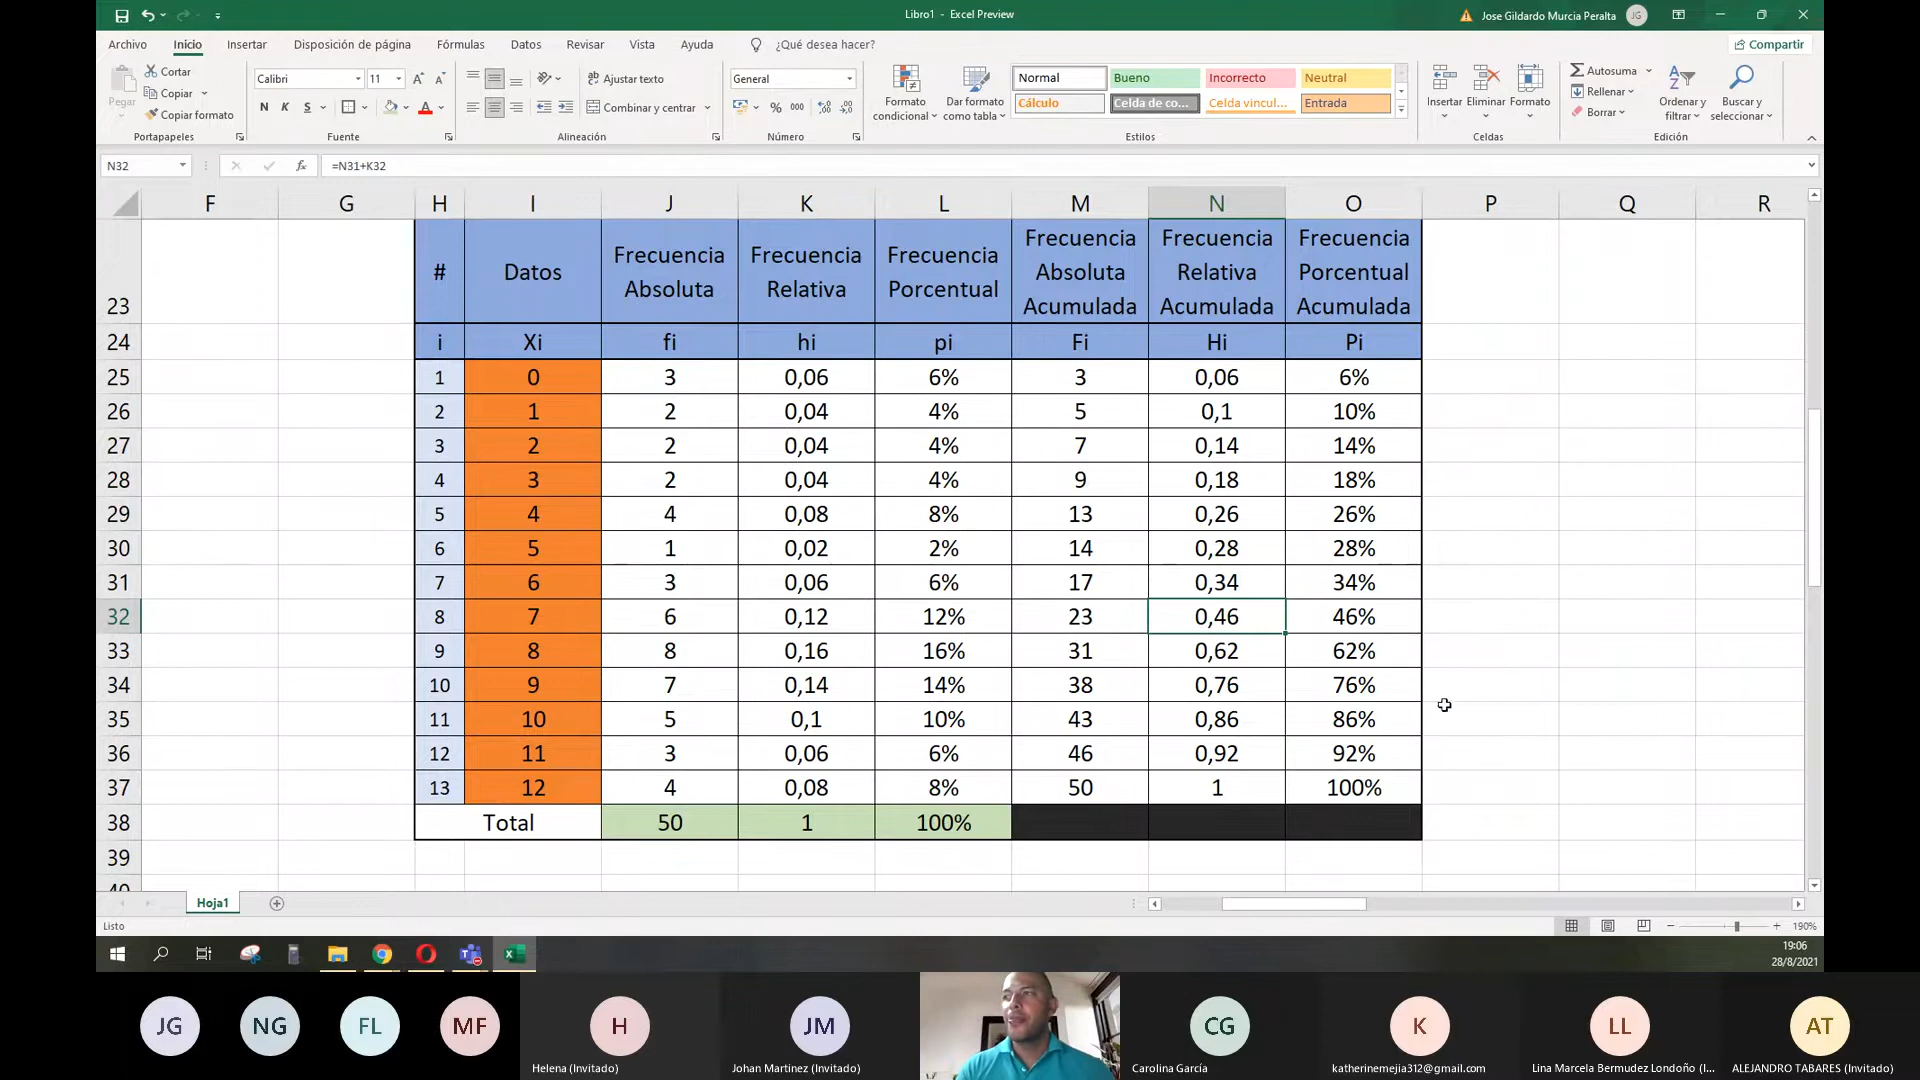 Libro1 - Excel Preview
Jose Gildardo Murcia Peralta JG
Archivo Inicio Insertar Disposición de página Fórmulas Datos Revisar Vista Ayuda ¿Qué desea hacer? Compartir
Pegar
Cortar
Copiar
Copiar formato
Portapapeles
Calibri 11
N K S
Fuente
Ajustar texto
Combinar y centrar
Alineación
General
% 000
Número
Formato condicional
Dar formato como tabla
Normal Bueno Incorrecto Neutral
Cálculo Celda de co... Celda vincul... Entrada
Estilos
Insertar Eliminar Formato
Celdas
Autosuma
Rellenar
Borrar
Ordenar y filtrar
Buscar y seleccionar
Edición
N32 fx =N31+K32
F G H I J K L M N O P Q R
23 # Datos Frecuencia Absoluta Frecuencia Relativa Frecuencia Porcentual Frecuencia Absoluta Acumulada Frecuencia Relativa Acumulada Frecuencia Porcentual Acumulada
24 i Xi fi hi pi Fi Hi Pi
25 1 0 3 0,06 6% 3 0,06 6%
26 2 1 2 0,04 4% 5 0,1 10%
27 3 2 2 0,04 4% 7 0,14 14%
28 4 3 2 0,04 4% 9 0,18 18%
29 5 4 4 0,08 8% 13 0,26 26%
30 6 5 1 0,02 2% 14 0,28 28%
31 7 6 3 0,06 6% 17 0,34 34%
32 8 7 6 0,12 12% 23 0,46 46%
33 9 8 8 0,16 16% 31 0,62 62%
34 10 9 7 0,14 14% 38 0,76 76%
35 11 10 5 0,1 10% 43 0,86 86%
36 12 11 3 0,06 6% 46 0,92 92%
37 13 12 4 0,08 8% 50 1 100%
38 Total 50 1 100%
39
40
Hoja1
Listo 190%
19:06
28/8/2021
JG NG FL MF H JM CG K LL AT
Helena (Invitado) Johan Martinez (Invitado) Carolina García katherinemejia312@gmail.com Lina Marcela Bermudez Londoño (I... ALEJANDRO TABARES (Invitado)